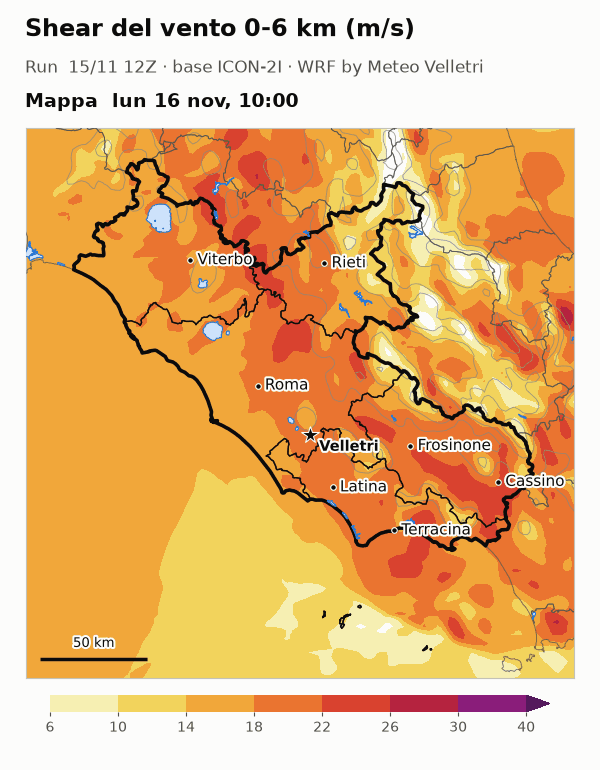 Shear del vento 0-6 km (m/s)
Run  15/11 12Z · base ICON-2I · WRF by Meteo Velletri
Mappa  lun 16 nov, 10:00
Viterbo
Rieti
Roma
Velletri
Frosinone
Cassino
Latina
Terracina
50 km
6 10 14 18 22 26 30 40